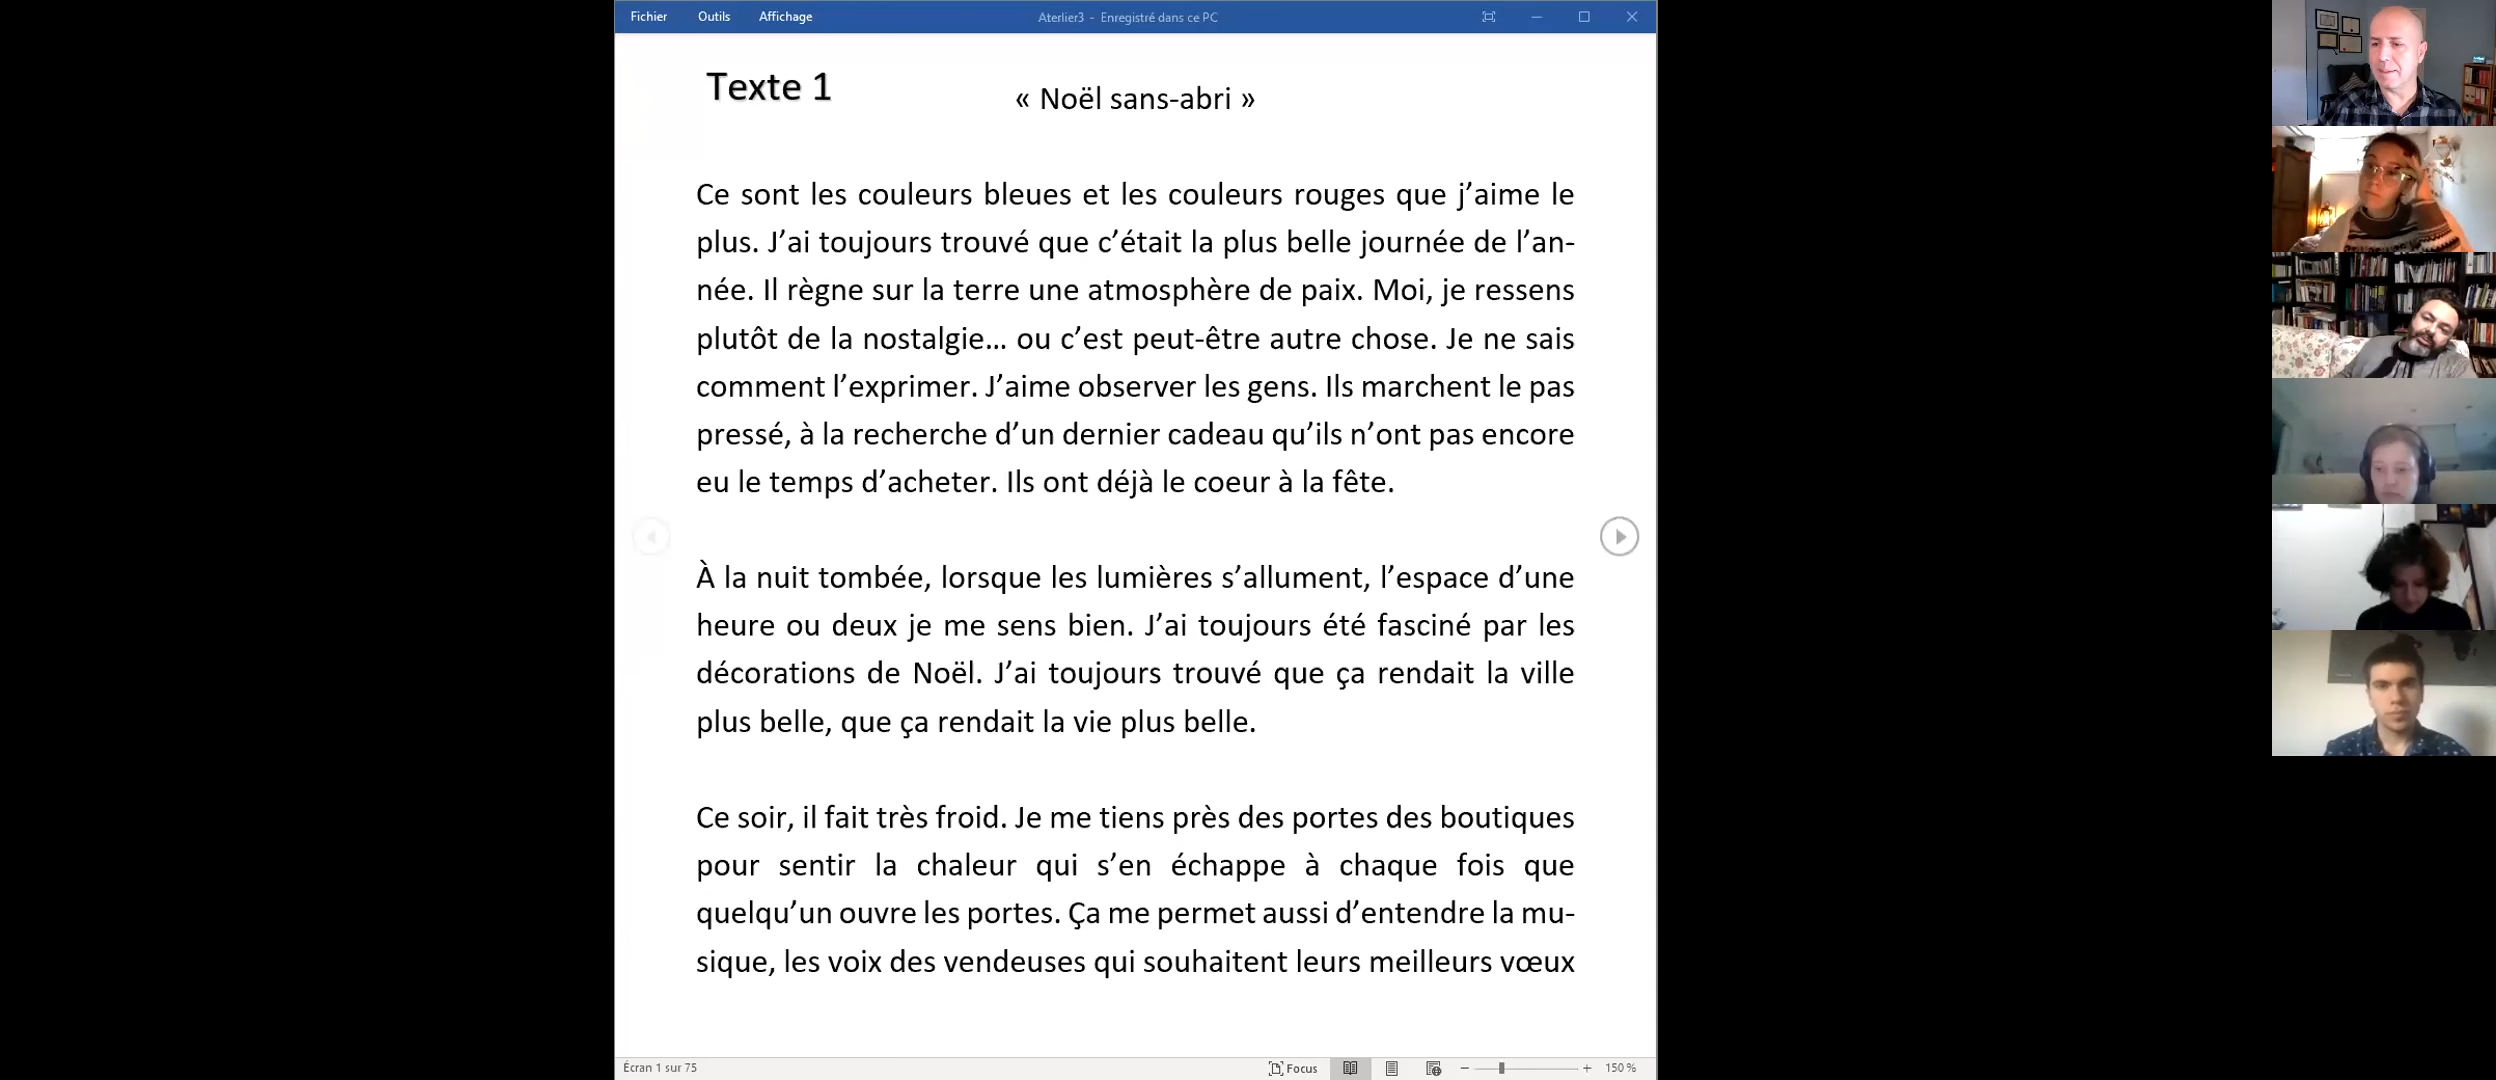 Fichier Outils Affichage Aterlier3 - Enregistré dans ce PC
Texte 1
« Noël sans-abri »
Ce sont les couleurs bleues et les couleurs rouges que j’aime le
plus. J’ai toujours trouvé que c’était la plus belle journée de l’an-
née. Il règne sur la terre une atmosphère de paix. Moi, je ressens
plutôt de la nostalgie… ou c’est peut-être autre chose. Je ne sais
comment l’exprimer. J’aime observer les gens. Ils marchent le pas
pressé, à la recherche d’un dernier cadeau qu’ils n’ont pas encore
eu le temps d’acheter. Ils ont déjà le coeur à la fête.
À la nuit tombée, lorsque les lumières s’allument, l’espace d’une
heure ou deux je me sens bien. J’ai toujours été fasciné par les
décorations de Noël. J’ai toujours trouvé que ça rendait la ville
plus belle, que ça rendait la vie plus belle.
Ce soir, il fait très froid. Je me tiens près des portes des boutiques
pour sentir la chaleur qui s’en échappe à chaque fois que
quelqu’un ouvre les portes. Ça me permet aussi d’entendre la mu-
sique, les voix des vendeuses qui souhaitent leurs meilleurs vœux
Écran 1 sur 75 Focus 150 %